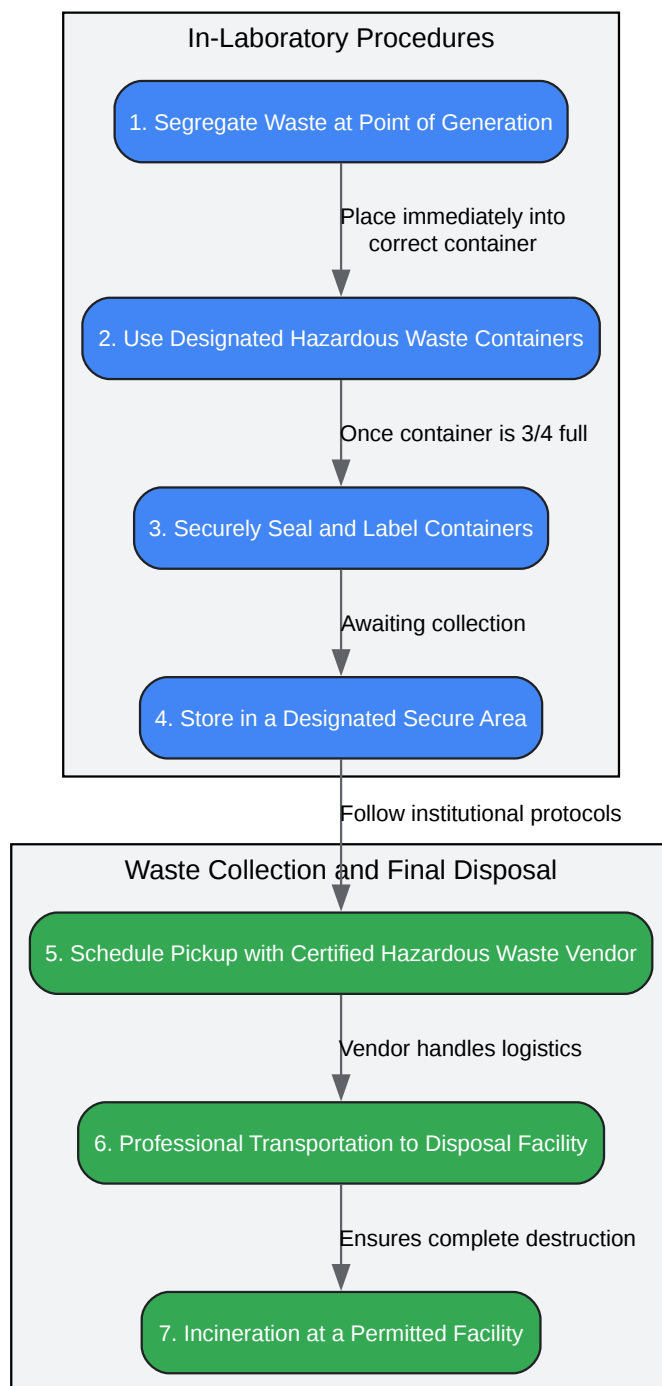 In-Laboratory Procedures
1. Segregate Waste at Point of Generation
Place immediately into
correct container
2. Use Designated Hazardous Waste Containers
Once container is 3/4 full
3. Securely Seal and Label Containers
Awaiting collection
4. Store in a Designated Secure Area
Follow institutional protocols
Waste Collection and Final Disposal
5. Schedule Pickup with Certified Hazardous Waste Vendor
Vendor handles logistics
6. Professional Transportation to Disposal Facility
Ensures complete destruction
7. Incineration at a Permitted Facility